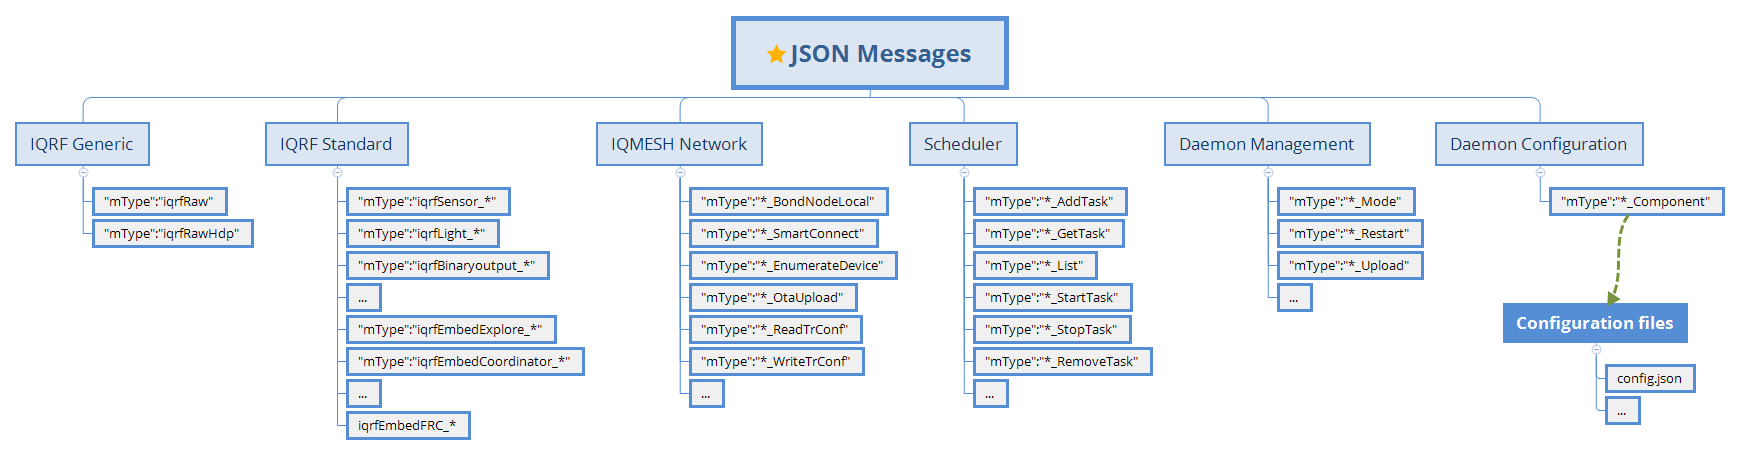 JSON Messages
IQRF Generic
"mType":"iqrfRaw"
"mType":"iqrfRawHdp"
IQRF Standard
"mType":"iqrfSensor_*"
"mType":"iqrfLight_*"
"mType":"iqrfBinaryoutput_*"
...
"mType":"iqrfEmbedExplore_*"
"mType":"iqrfEmbedCoordinator_*"
...
iqrfEmbedFRC_*
IQMESH Network
"mType":"*_BondNodeLocal"
"mType":"*_SmartConnect"
"mType":"*_EnumerateDevice"
"mType":"*_OtaUpload"
"mType":"*_ReadTrConf"
"mType":"*_WriteTrConf"
...
Scheduler
"mType":"*_AddTask"
"mType":"*_GetTask"
"mType":"*_List"
"mType":"*_StartTask"
"mType":"*_StopTask"
"mType":"*_RemoveTask"
...
Daemon Management
"mType":"*_Mode"
"mType":"*_Restart"
"mType":"*_Upload"
...
Daemon Configuration
"mType":"*_Component"
Configuration files
config.json
...